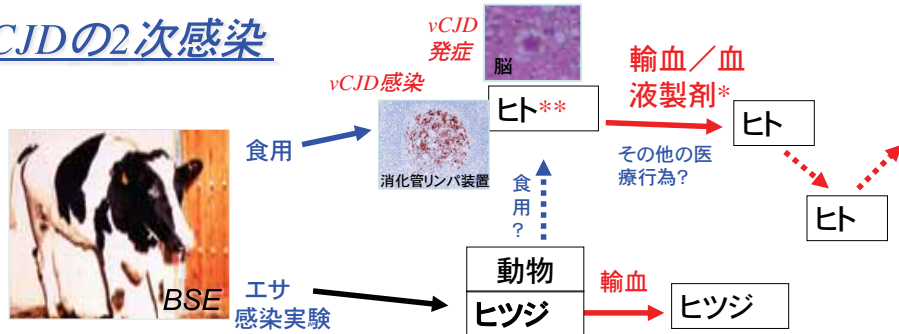 CJDの2次感染
vCJD
発症
脳
vCJD感染
ヒト**
輸血／血
液製剤*
ヒト
食用
消化管リンパ装置
その他の医
療行為?
食
用
?
ヒト
動物
BSE
エサ
感染実験
ヒツジ
輸血
ヒツジ